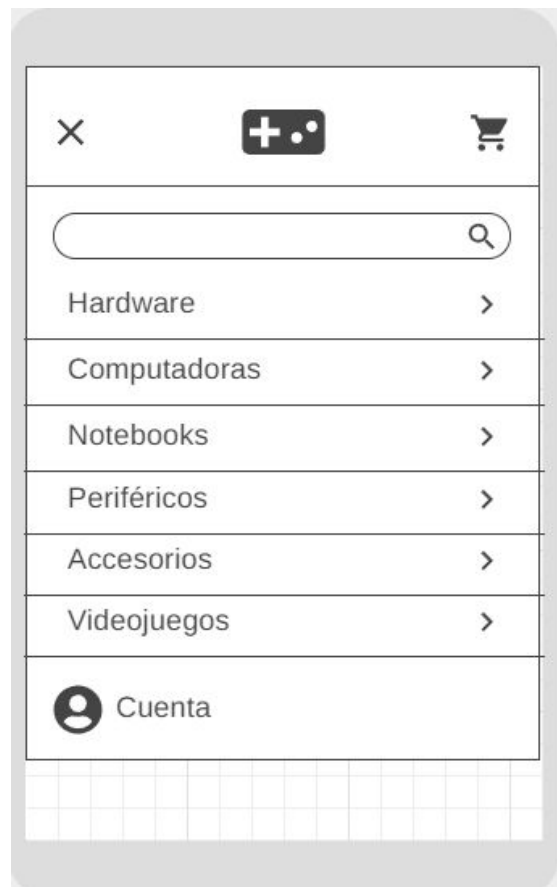 Hardware
Computadoras
Notebooks
Periféricos
Accesorios
Videojuegos
Cuenta